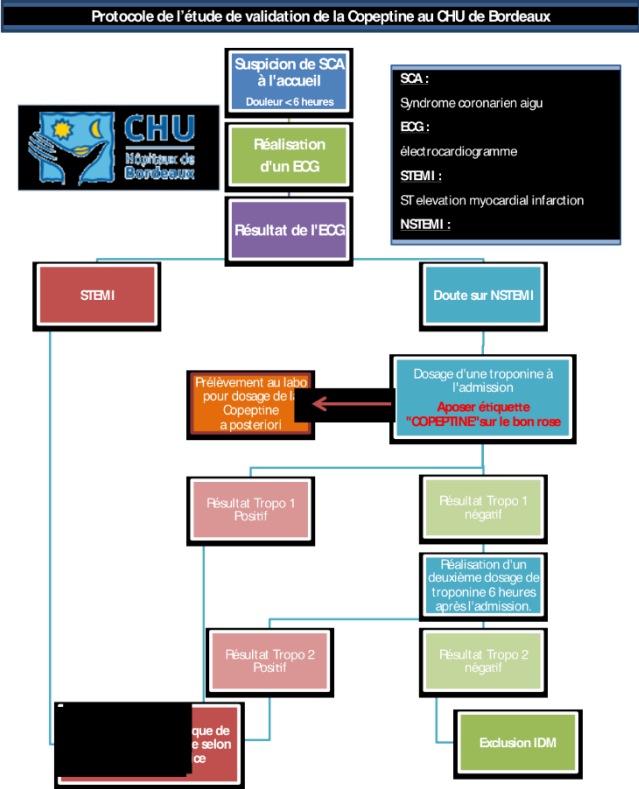 Protocole de l'étude de validation de la Copeptine au CHU de Bordeaux
Suspicion de SCA
à l'accueil
Douleur < 6 heures
SCA :
Syndrome coronarien aigu
ECG :
électrocardiogramme
STEMI :
ST elevation myocardial infarction
NSTEMI :
CHU
Hôpitaux de
Bordeaux
Réalisation
d'un ECG
Résultat de l'ECG
STEMI
Doute sur NSTEMI
Prélèvement au labo
pour dosage de la
Copeptine
a posteriori
Dosage d'une troponine à
l'admission
Aposer étiquette
"COPEPTINE"sur le bon rose
Résultat Tropo 1
Positif
Résultat Tropo 1
négatif
Réalisation d'un
deuxième dosage de
troponine 6 heures
après l'admission.
Résultat Tropo 2
Positif
Résultat Tropo 2
négatif
que de
e selon
ce
Exclusion IDM